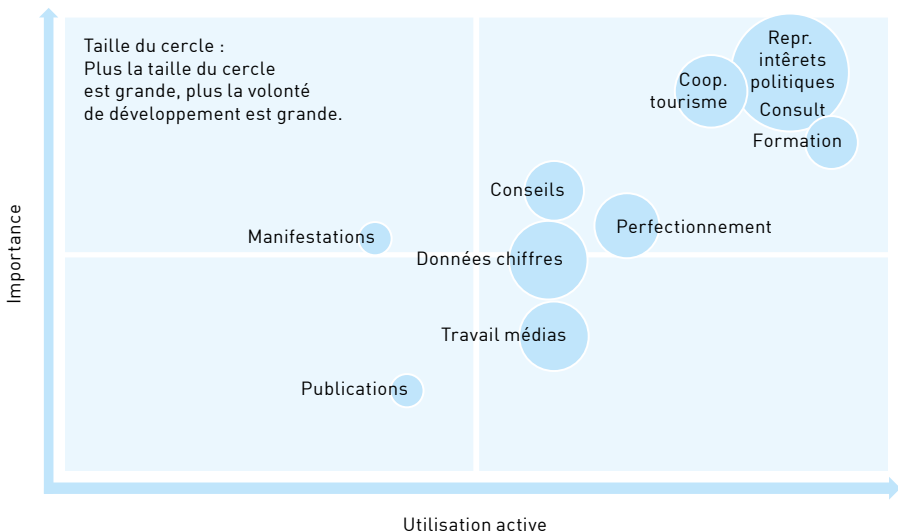 Taille du cercle :
Plus la taille du cercle
est grande, plus la volonté
de développement est grande.
Repr.
intêrets
politiques
Consult
Coop.
tourisme
Formation
Conseils
Perfectionnement
Manifestations
Données chiffres
Travail médias
Publications
Importance
Utilisation active